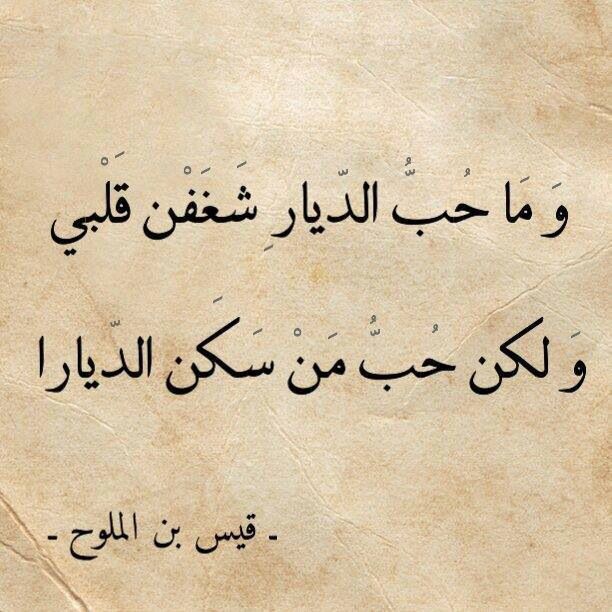 وَ مَا حُبُّ الدّيارِ شَغَفْن قَلْبي
وَ لكن حُبُّ مَنْ سَكَن الدّيارا
- قيس بن الملوح -